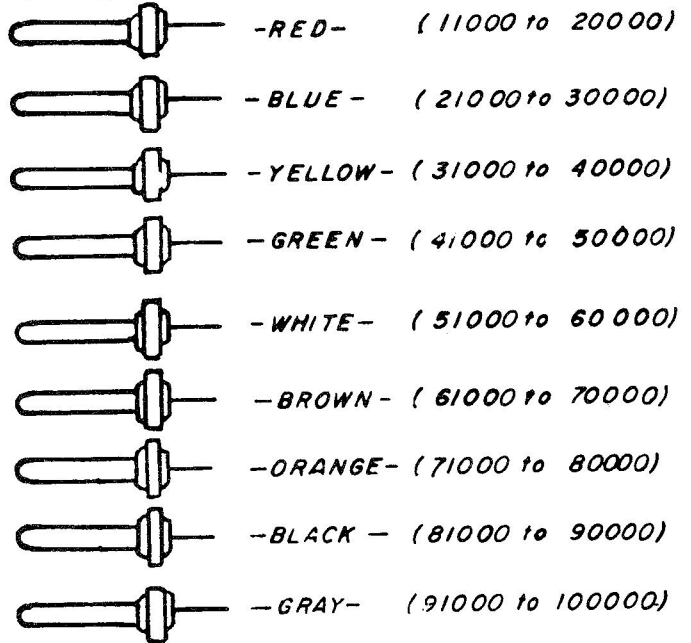 -RED- (11000 to 20000)
-BLUE- (21000 to 30000)
-YELLOW- (31000 to 40000)
-GREEN- (41000 to 50000)
-WHITE- (51000 to 60000)
-BROWN- (61000 to 70000)
-ORANGE- (71000 to 80000)
-BLACK- (81000 to 90000)
-GRAY- (91000 to 100000)